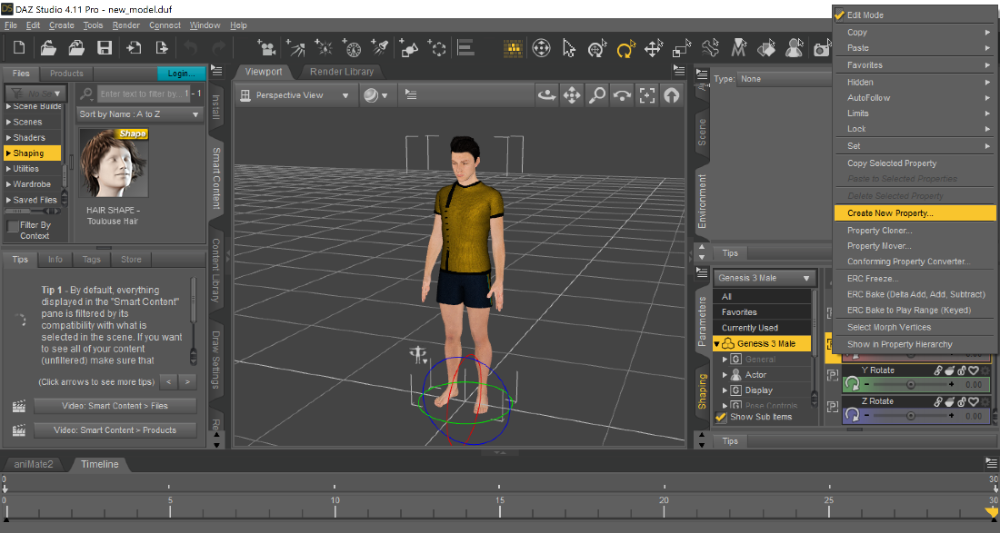 DAZ Studio 4.11 Pro - new_model.duf
File Edit Create Tools Render Connect Window Help
Files Products Login...
Enter text to filter by... 1 - 1
Sort by Name : A to Z
Scene Builde
Scenes
Shaders
Shaping
Utilities
Wardrobe
Saved Files
Filter By
Context
Shape
HAIR SHAPE -
Toulouse Hair
Tips Info Tags Store
Tip 1 - By default, everything
displayed in the "Smart Content"
pane is filtered by its
compatibility with what is
selected in the scene. If you want
to see all of your content
(unfiltered) make sure that
(Click arrows to see more tips) < >
Video: Smart Content > Files
Video: Smart Content > Products
Install
Smart Content
Content Library
Draw Settings
Viewport Render Library
Perspective View
Type: None
Scene
Environment
Tips
Parameters
Shaping
Genesis 3 Male
All
Favorites
Currently Used
Genesis 3 Male
G General
Actor
G Display
G Pose Controls
Show Sub Items
Y Rotate
0.00
Z Rotate
0.00
Tips
Edit Mode
Copy
Paste
Favorites
Hidden
AutoFollow
Limits
Lock
Set
Copy Selected Property
Paste to Selected Properties
Delete Selected Property
Create New Property...
Property Cloner...
Property Mover...
Conforming Property Converter...
ERC Freeze...
ERC Bake (Delta Add, Add, Subtract)
ERC Bake to Play Range (Keyed)
Select Morph Vertices
Show in Property Hierarchy
aniMate2 Timeline
0 30
0 5 10 15 20 25 30